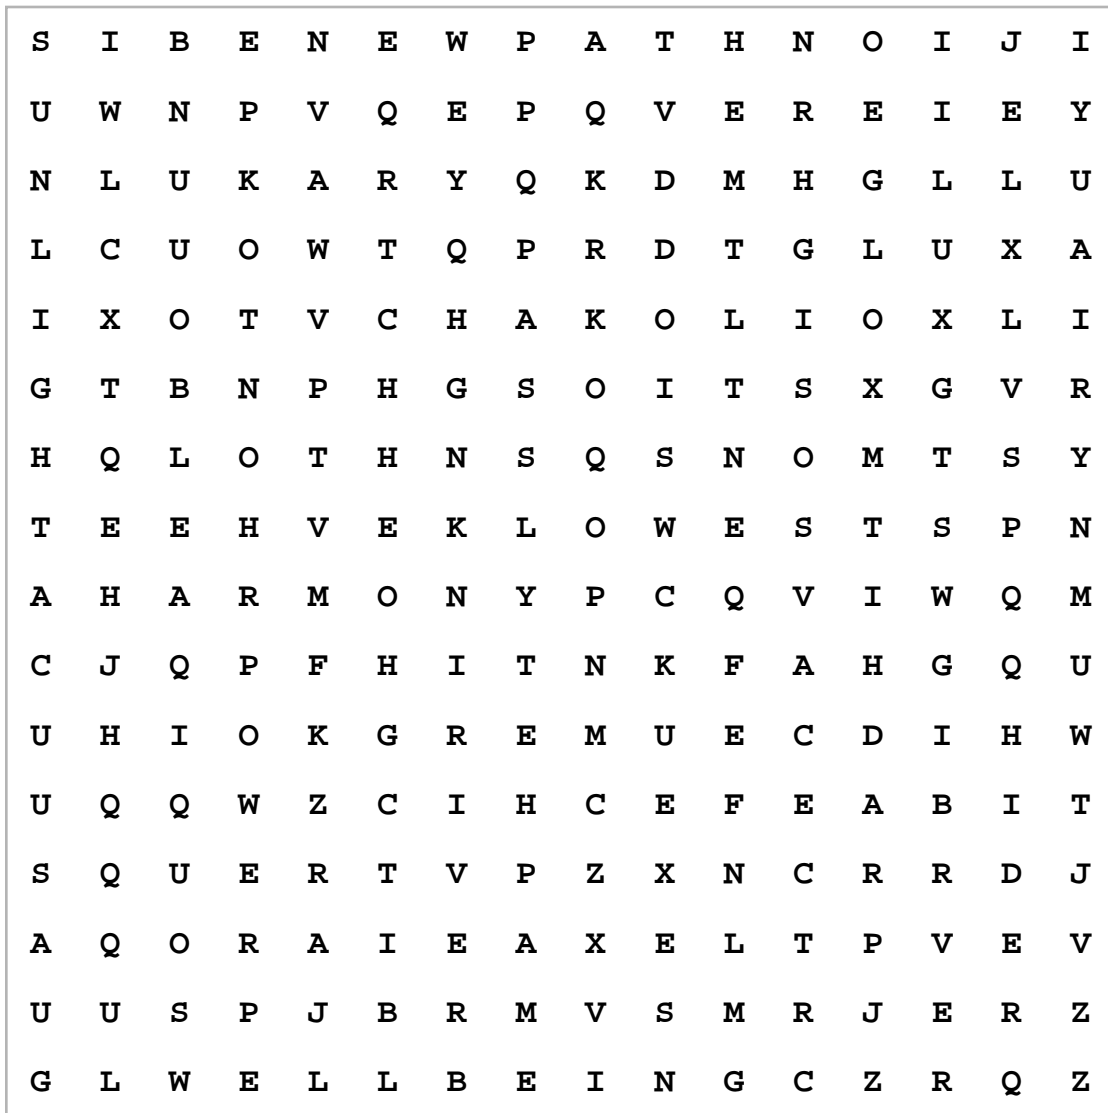 S I B E N E W P A T H N O I J I
U W N P V Q E P Q V E R E I E Y
N L U K A R Y Q K D M H G L L U
L C U O W T Q P R D T G L U X A
I X O T V C H A K O L I O X L I
G T B N P H G S O I T S X G V R
H Q L O T H N S Q S N O M T S Y
T E E H V E K L O W E S T S P N
A H A R M O N Y P C Q V I W Q M
C J Q P F H I T N K F A H G Q U
U H I O K G R E M U E C D I H W
U Q Q W Z C I H C E F E A B I T
S Q U E R T V P Z X N C R R D J
A Q O R A I E A X E L T P V E V
U U S P J B R M V S M R J E R Z
G L W E L L B E I N G C Z R Q Z